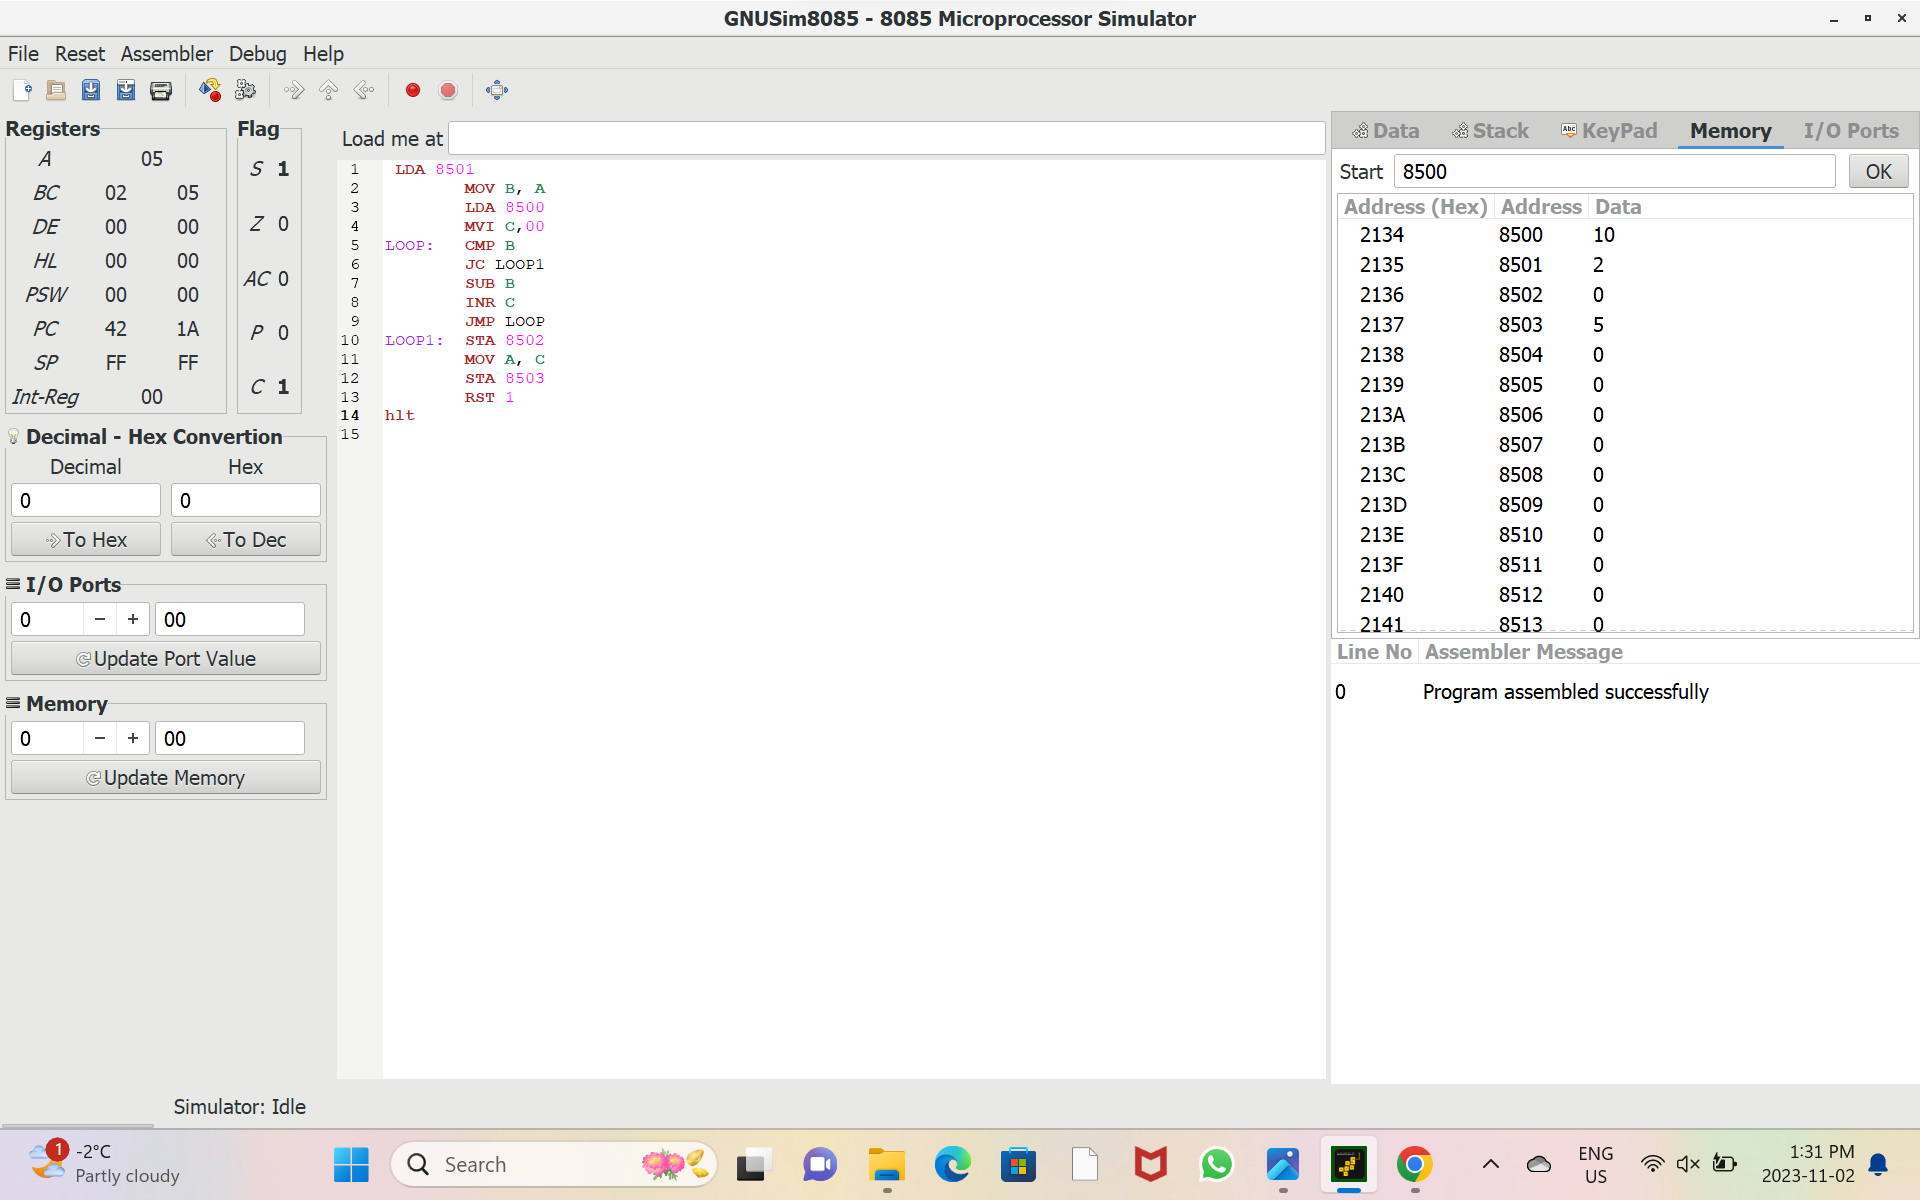 GNUSim8085 - 8085 Microprocessor Simulator
File Reset Assembler Debug Help
Registers
A 05
BC 02 05
DE 00 00
HL 00 00
PSW 00 00
PC 42 1A
SP FF FF
Int-Reg 00
Flag
S 1
Z 0
AC 0
P 0
C 1
Decimal - Hex Convertion
Decimal Hex
0 0
To Hex To Dec
I/O Ports
0 − + 00
Update Port Value
Memory
0 − + 00
Update Memory
Load me at
1 LDA 8501
2 MOV B, A
3 LDA 8500
4 MVI C,00
5 LOOP: CMP B
6 JC LOOP1
7 SUB B
8 INR C
9 JMP LOOP
10 LOOP1: STA 8502
11 MOV A, C
12 STA 8503
13 RST 1
14 hlt
15
Data Stack Abc KeyPad Memory I/O Ports
Start 8500 OK
Address (Hex) Address Data
2134 8500 10
2135 8501 2
2136 8502 0
2137 8503 5
2138 8504 0
2139 8505 0
213A 8506 0
213B 8507 0
213C 8508 0
213D 8509 0
213E 8510 0
213F 8511 0
2140 8512 0
2141 8513 0
Line No Assembler Message
0 Program assembled successfully
Simulator: Idle
1 -2°C
Partly cloudy
Search
ENG
US
1:31 PM
2023-11-02